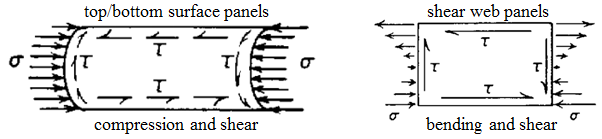 top/bottom surface panels
σ
τ
τ
τ
τ
σ
compression and shear
shear web panels
τ
τ
τ
τ
σ
σ
bending and shear